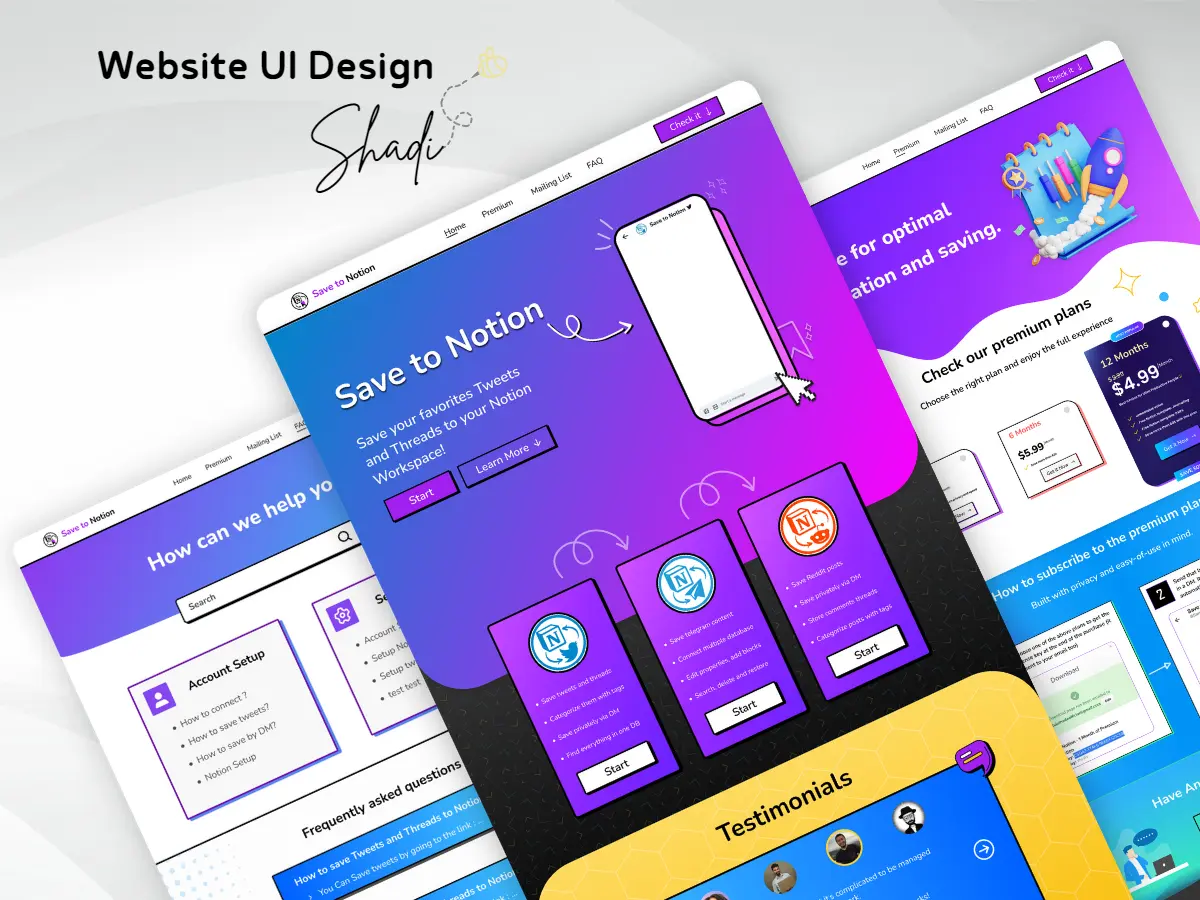 Website UI Design
Shadi
Save to Notion
Home
Premium
Mailing List
FAQ
Check it ↓
Save to Notion
Save your favorites Tweets
and Threads to your Notion
Workspace!
Start
Learn More ↓
Save to Notion
Start a message
Save tweets and threads
Categorize them with tags
Save privately via DM
Find everything in one DB
Start
Save telegram content
Connect multiple database
Edit properties, add blocks
Search, delete and restore
Start
Save Reddit posts
Save privately via DM
Store comments threads
Categorize posts with tags
Start
Testimonials
it's complicated to be managed
Save to Notion
Home
Premium
Mailing List
How can we help yo
Search
Account Setup
How to connect ?
How to save tweets?
How to save by DM?
Notion Setup
Se
Account
Setup No
Setup tw
test test
Frequently asked questions
How to save Tweets and Threads to Notio
You Can Save tweets by going to the link : ...
Home
Premium
Mailing List
FAQ
Check it ↓
e for optimal
ation and saving.
Check our premium plans
Choose the right plan and enjoy the full experience
6 Months
$5.99
Get it Now →
12 Months
$4.99
/Month
Get it Now →
How to subscribe to the premium plan
Built with privacy and easy-of-use in mind.
Download
2
Have An